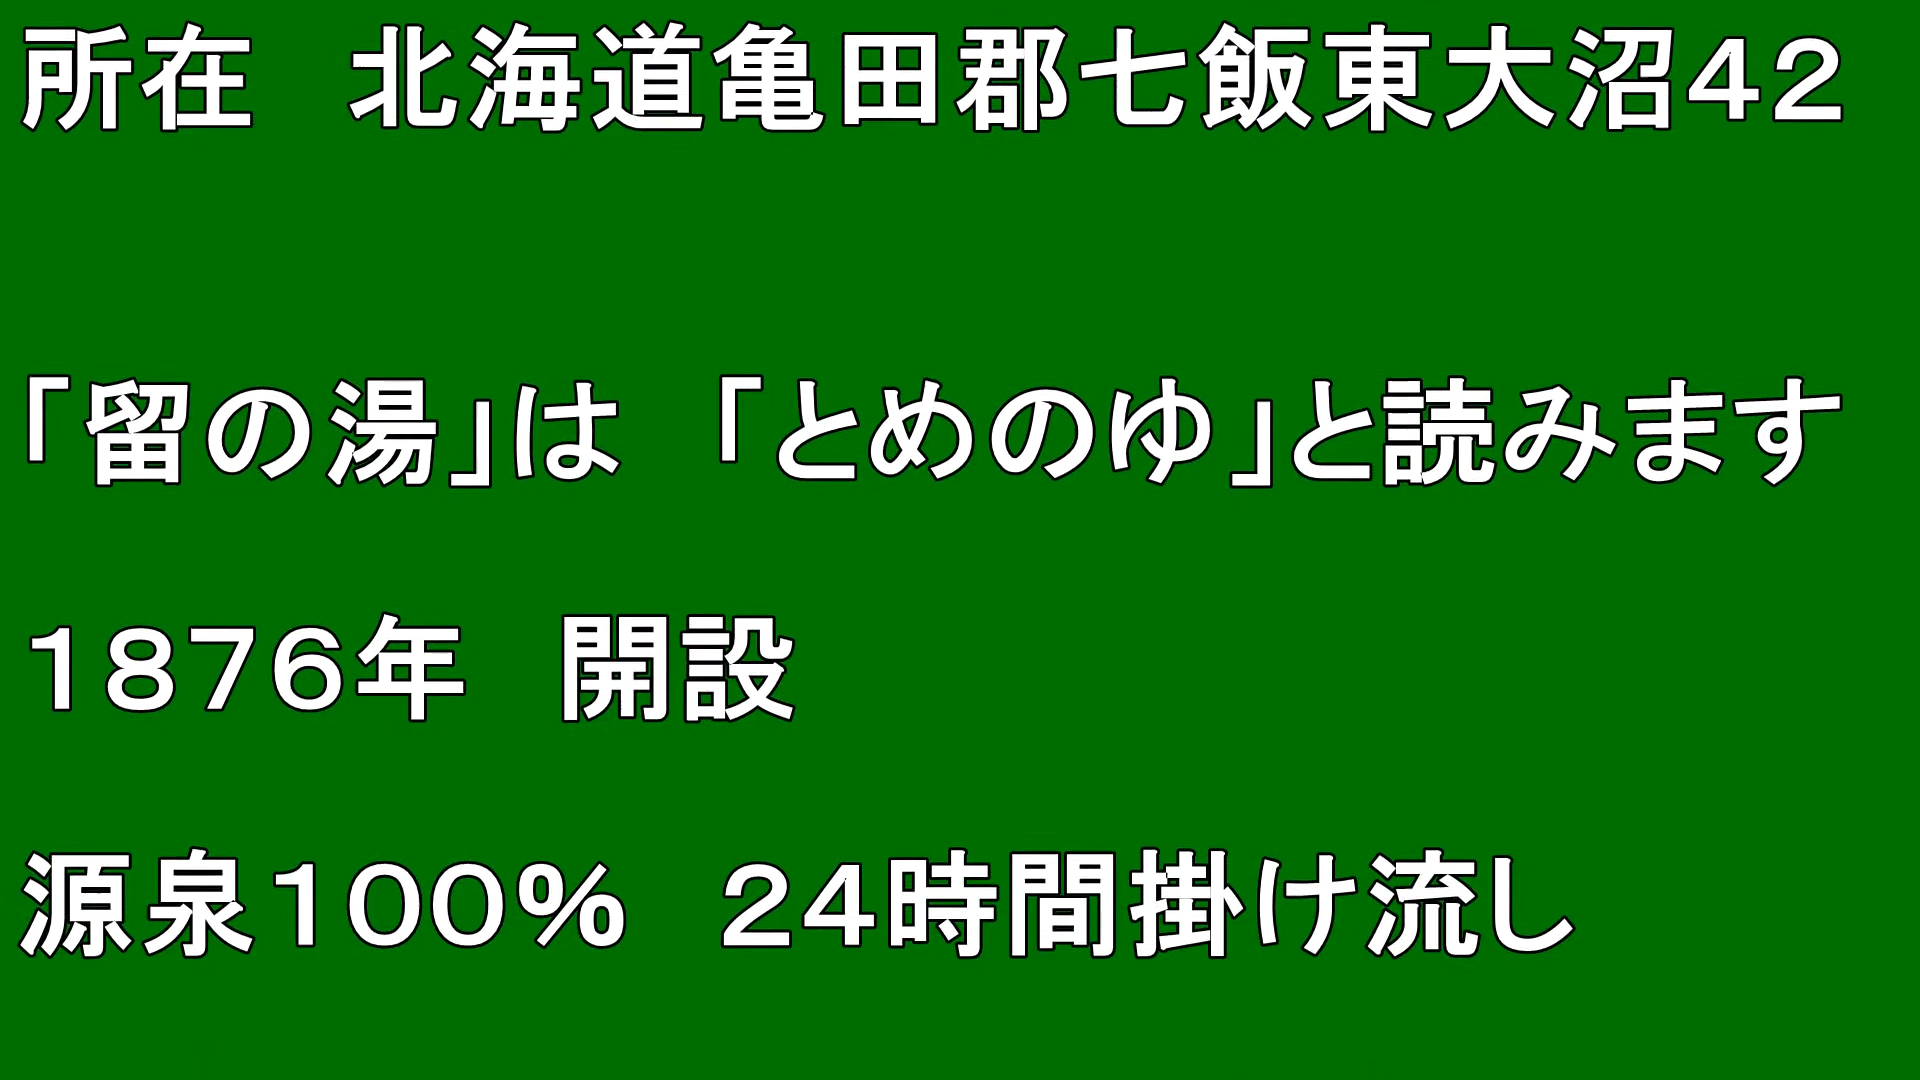 所在　北海道亀田郡七飯東大沼４２
「留の湯」は　「とめのゆ」と読みます
１８７６年　開設
源泉１００％　２４時間掛け流し